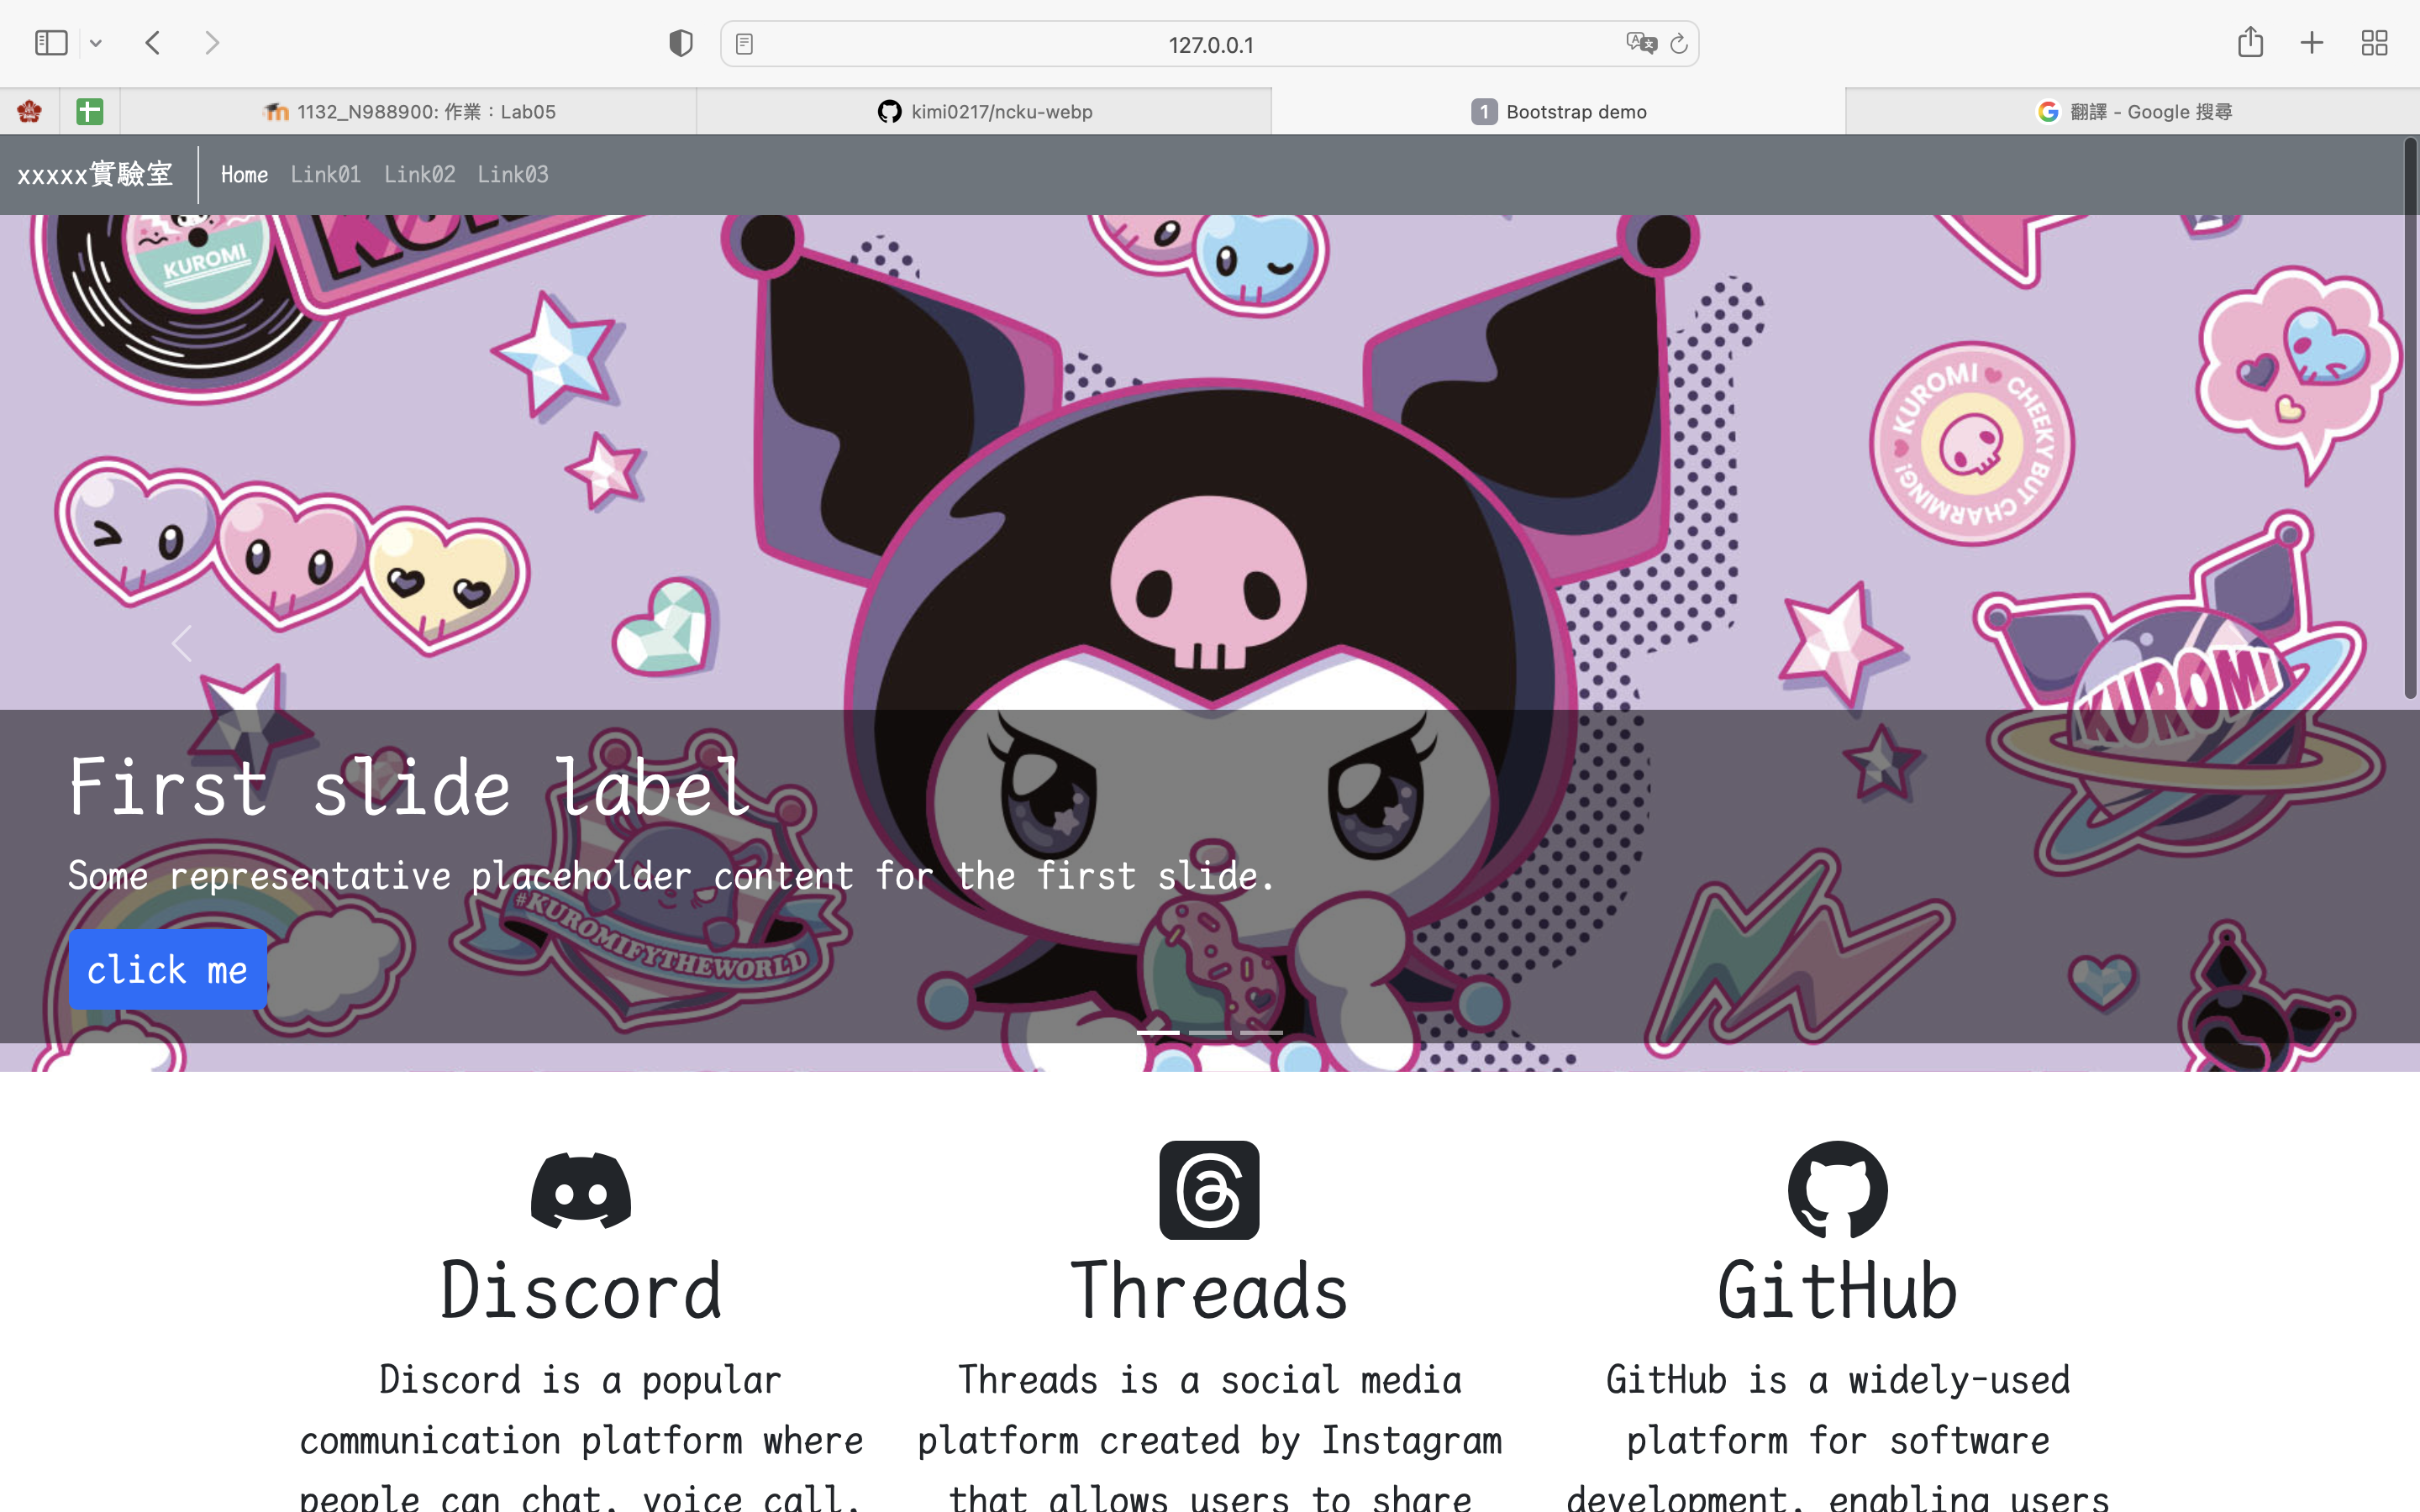 127.0.0.1
1132_N988900: 作業：Lab05
kimi0217/ncku-webp
1 Bootstrap demo
翻譯 - Google 搜尋
xxxxx實驗室
Home Link01 Link02 Link03
KUROMI
KUROMI CHEEKY BUT CHARMING!
KUROMI
First slide label
Some representative placeholder content for the first slide.
#KUROMIFYTHEWORLD
click me
Discord
Discord is a popular
communication platform where
people can chat, voice call,
Threads
Threads is a social media
platform created by Instagram
that allows users to share
GitHub
GitHub is a widely-used
platform for software
development, enabling users